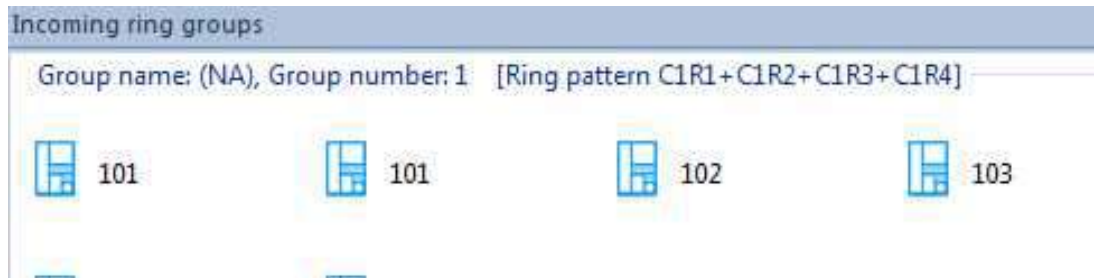 Incoming ring groups
Group name: (NA), Group number: 1 [Ring pattern C1R1+C1R2+C1R3+C1R4]
101 101 102 103